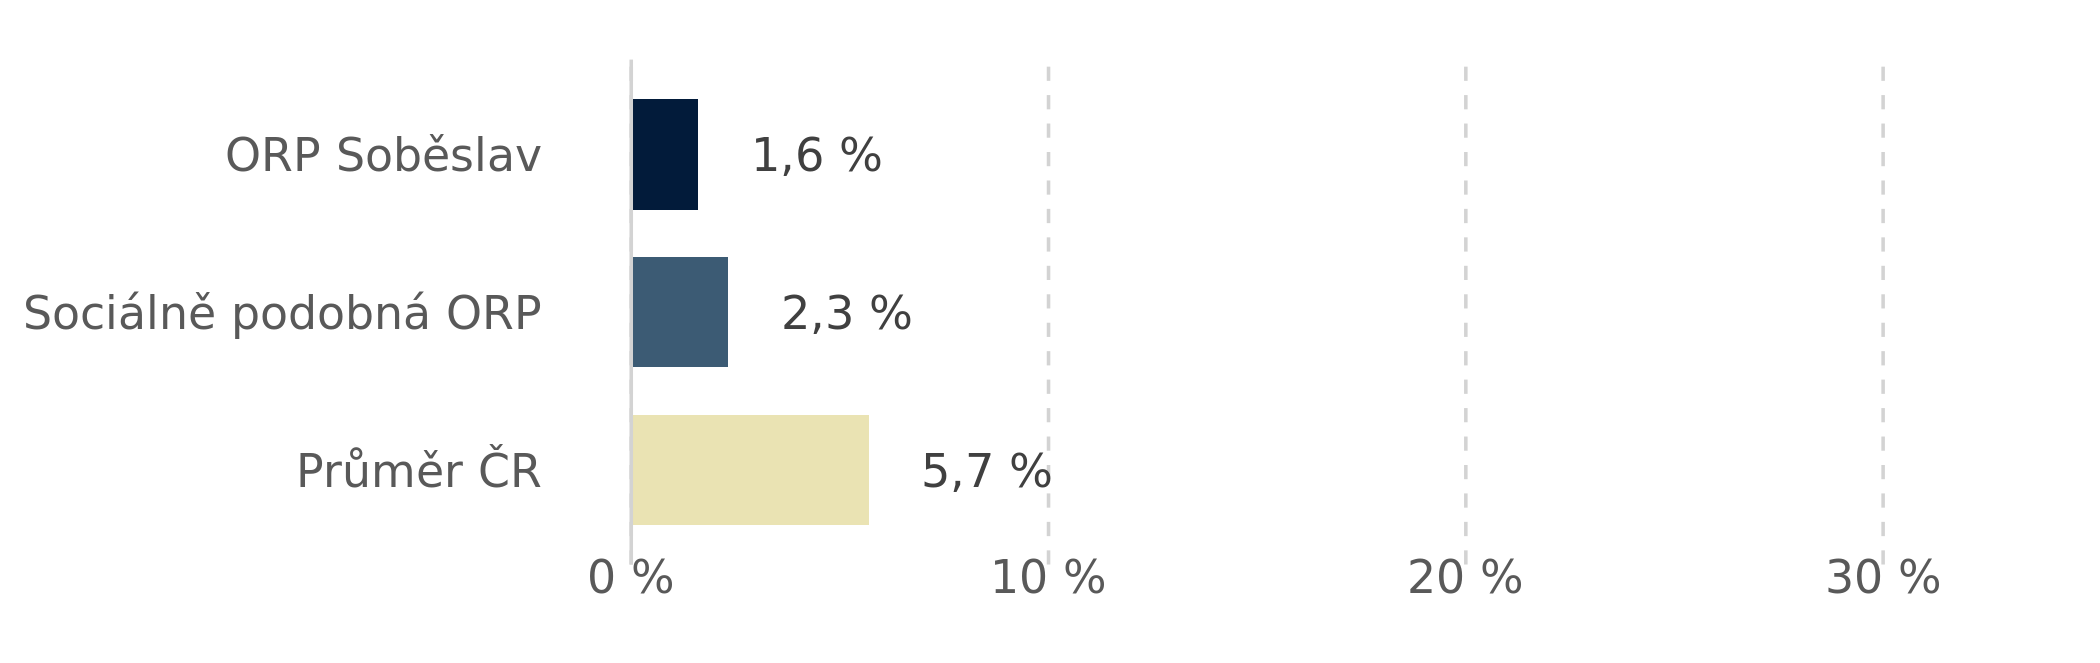 ORP Soběslav 1,6 %
Sociálně podobná ORP 2,3 %
Průměr ČR 5,7 %
0 % 10 % 20 % 30 %